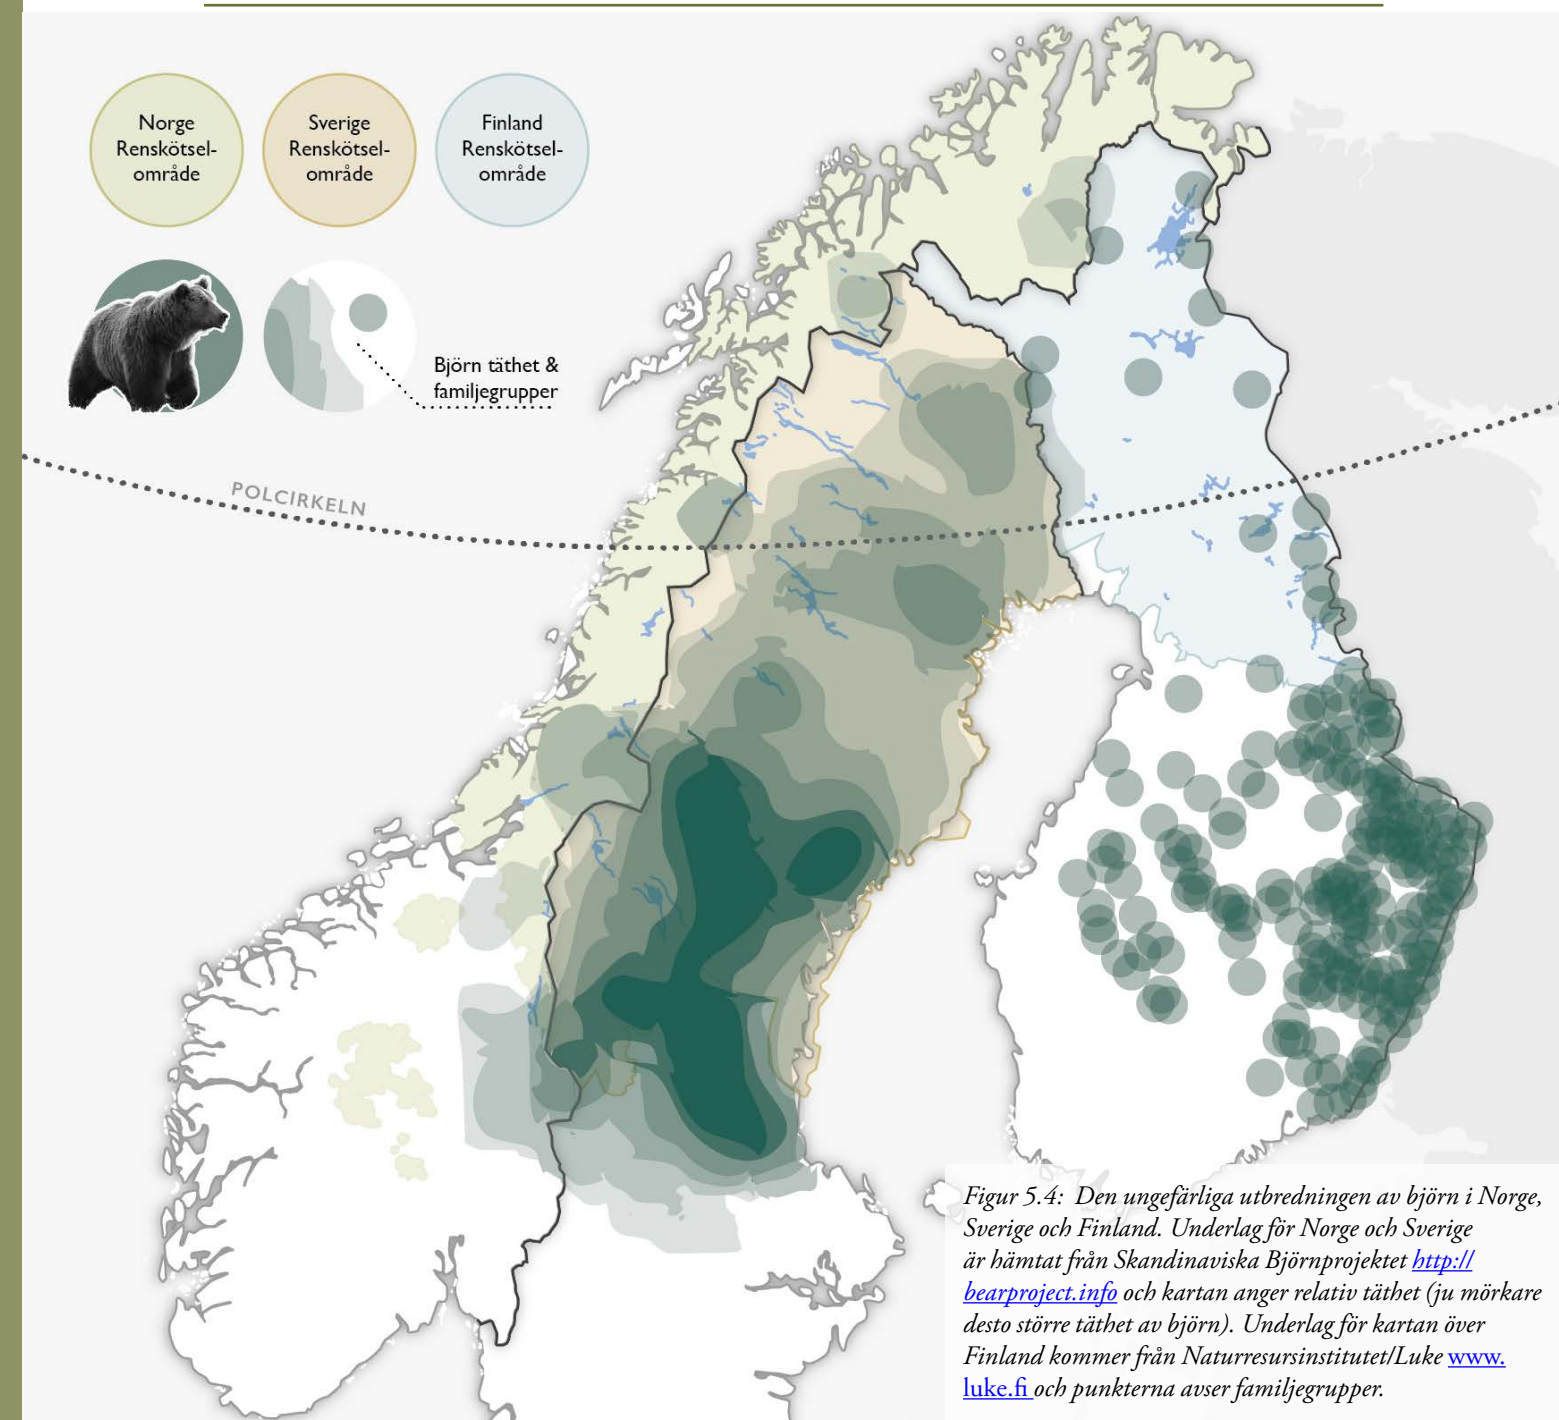 Norge
Renskötsel-
område
Sverige
Renskötsel-
område
Finland
Renskötsel-
område
Björn täthet &
familjegrupper
POLCIRKELN
Figur 5.4: Den ungefärliga utbredningen av björn i Norge,
Sverige och Finland. Underlag för Norge och Sverige
är hämtat från Skandinaviska Björnprojektet http://
bearproject.info och kartan anger relativ täthet (ju mörkare
desto större täthet av björn). Underlag för kartan över
Finland kommer från Naturresursinstitutet/Luke www.
luke.fi och punkterna avser familjegrupper.